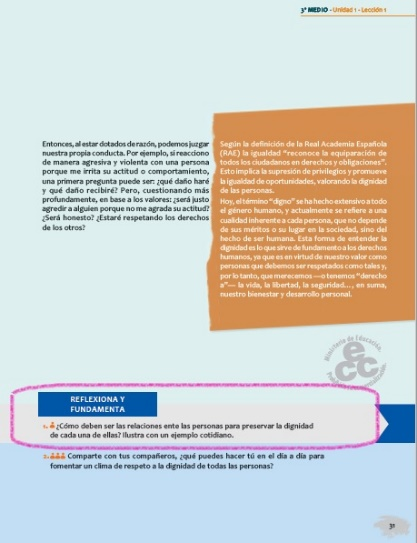 3° MEDIO - Unidad 1 - Lección 1
Entonces, al estar dotados de razón, podemos juzgar
nuestra propia conducta. Por ejemplo, si reacciono
de manera agresiva y violenta con una persona
porque me irrita su actitud o comportamiento,
una primera pregunta puede ser: ¿qué daño haré
y qué daño recibiré? Pero, cuestionando más
profundamente, en base a los valores: ¿será justo
agredir a alguien porque no me agrada su actitud?
¿Será honesto? ¿Estaré respetando los derechos
de los otros?
Según la definición de la Real Academia Española
(RAE) la igualdad “reconoce la equiparación de
todos los ciudadanos en derechos y obligaciones”.
Esto implica la supresión de privilegios y promueve
la igualdad de oportunidades, valorando la dignidad
de las personas.
Hoy, el término “digno” se ha hecho extensivo a todo
el género humano, y actualmente se refiere a una
cualidad inherente a cada persona, que no depende
de sus méritos o su lugar en la sociedad, sino del
hecho de ser humano. Esta forma de entender la
dignidad es lo que sirve de fundamento a los derechos
humanos, ya que es en virtud de nuestro valor como
personas que debemos ser respetados como tales y,
por lo tanto, que merecemos —o tenemos “derecho
a”— la vida, la libertad, la seguridad..., en suma,
nuestro bienestar y desarrollo personal.
Ministerio de Educación.
ecc
REFLEXIONA Y
FUNDAMENTA
1. ¿Cómo deben ser las relaciones ente las personas para preservar la dignidad
de cada una de ellas? Ilustra con un ejemplo cotidiano.
2. Comparte con tus compañeros, ¿qué puedes hacer tú en el día a día para
fomentar un clima de respeto a la dignidad de todas las personas?
31